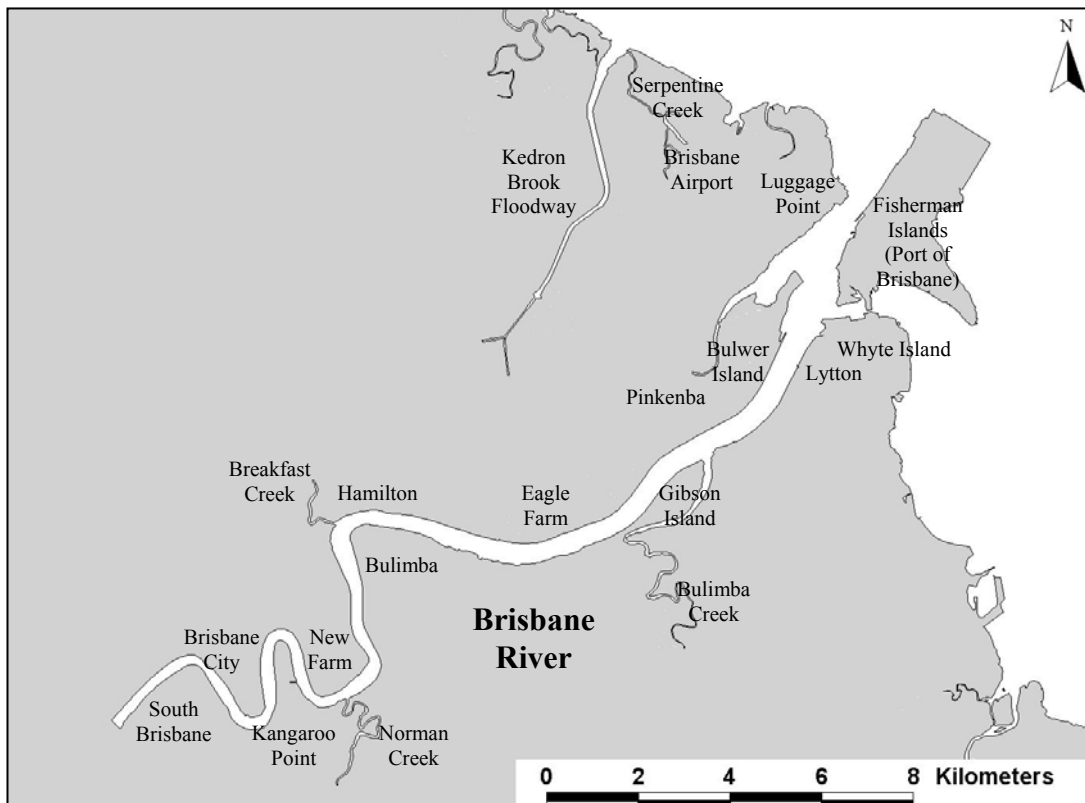 N
Serpentine
Creek
Kedron
Brook
Floodway
Brisbane
Airport
Luggage
Point
Fisherman
Islands
(Port of
Brisbane)
Bulwer
Island
Whyte Island
Lytton
Pinkenba
Breakfast
Creek
Hamilton
Eagle
Farm
Gibson
Island
Bulimba
Bulimba
Creek
Brisbane
River
Brisbane
City
New
Farm
South
Brisbane
Kangaroo
Point
Norman
Creek
0 2 4 6 8 Kilometers